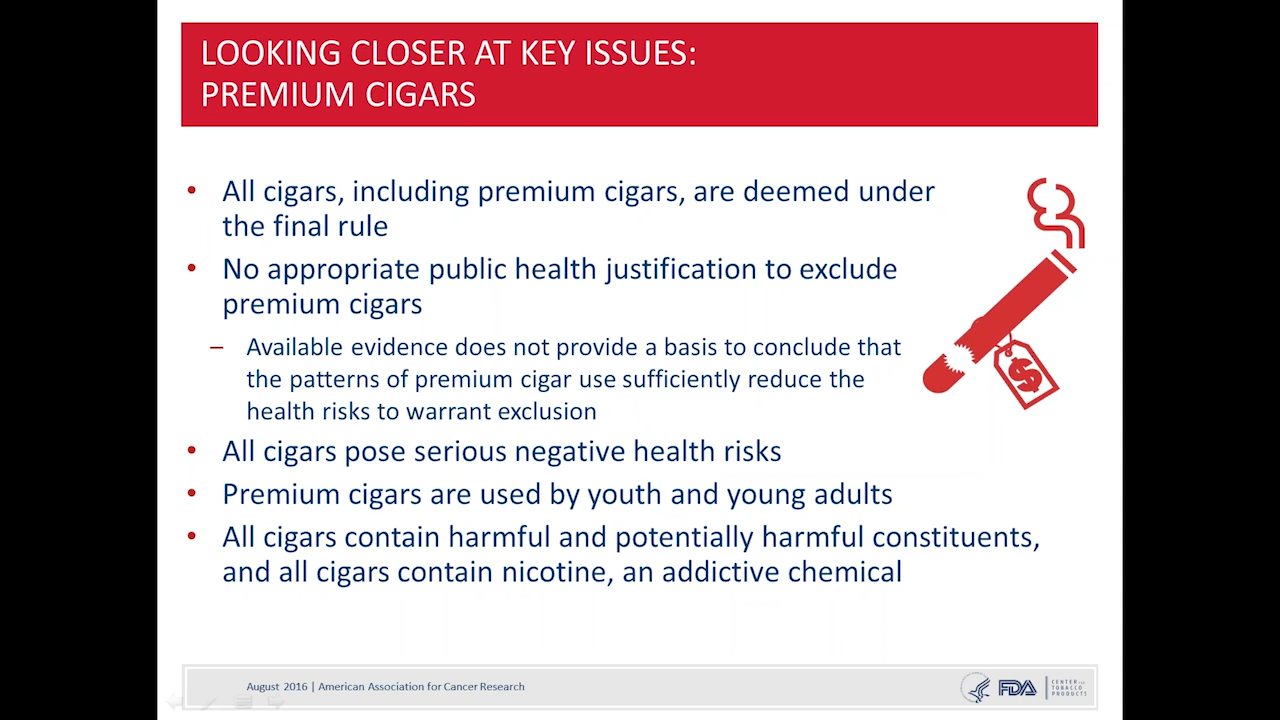 LOOKING CLOSER AT KEY ISSUES:
PREMIUM CIGARS
• All cigars, including premium cigars, are deemed under
the final rule
• No appropriate public health justification to exclude
premium cigars
– Available evidence does not provide a basis to conclude that
the patterns of premium cigar use sufficiently reduce the
health risks to warrant exclusion
• All cigars pose serious negative health risks
• Premium cigars are used by youth and young adults
• All cigars contain harmful and potentially harmful constituents,
and all cigars contain nicotine, an addictive chemical
$
August 2016 | American Association for Cancer Research
FDA
CENTER FOR
TOBACCO
PRODUCTS